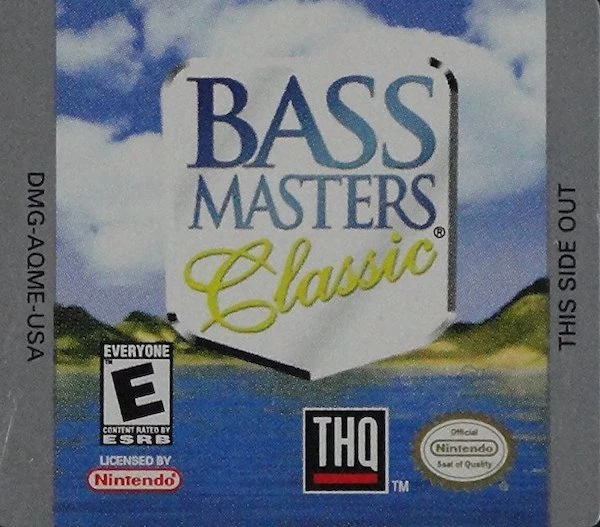 BASS
MASTERS
Classic®
DMG-AQME-USA
THIS SIDE OUT
EVERYONE
E
CONTENT RATED BY
ESRB
LICENSED BY
Nintendo®
THQ
TM
Official
Nintendo
Seal of Quality